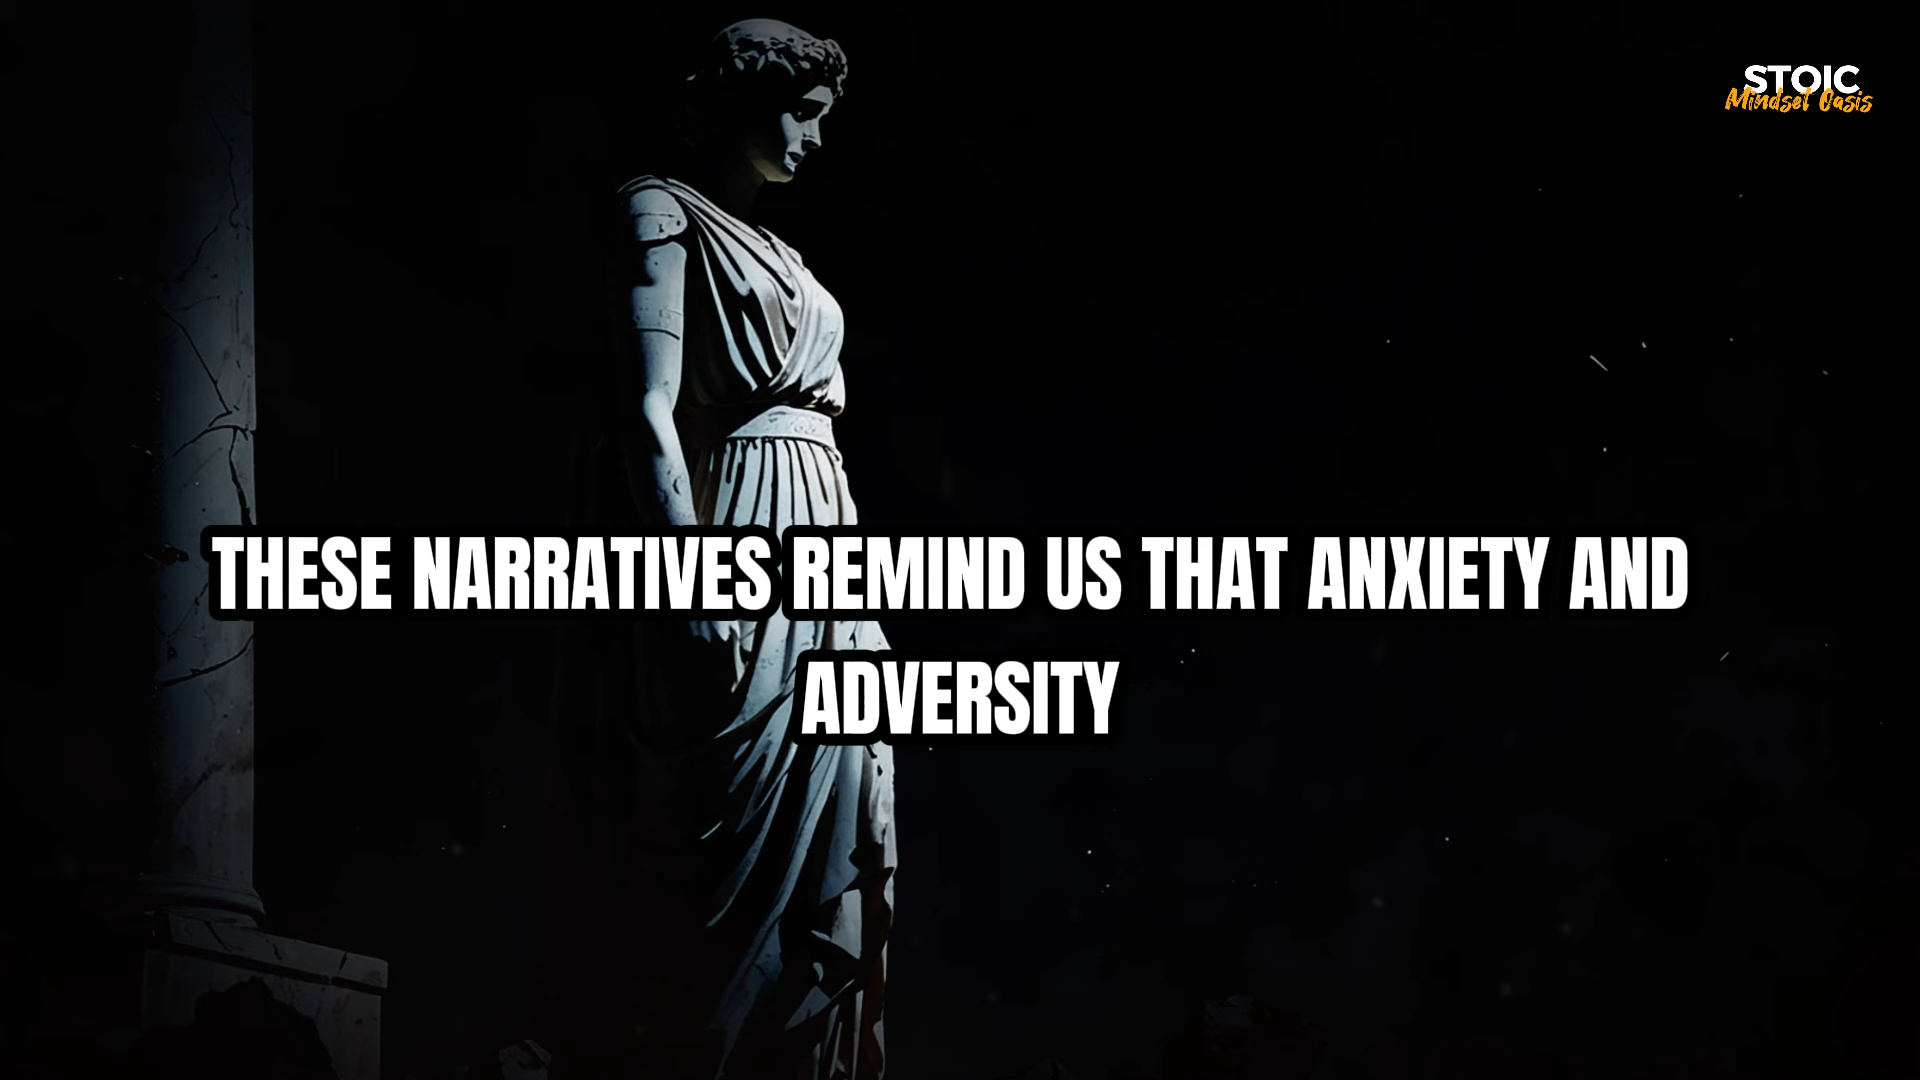 STOIC
Mindset Oasis
THESE NARRATIVES REMIND US THAT ANXIETY AND
ADVERSITY